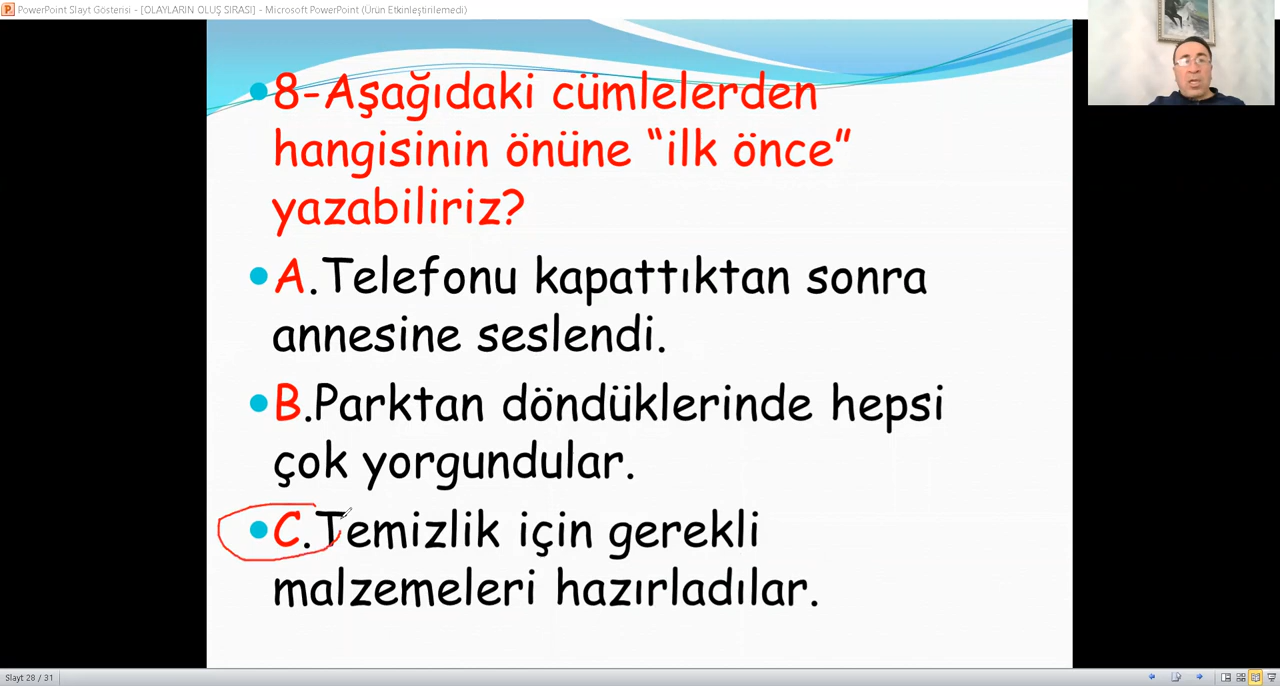 PowerPoint Slayt Gösterisi - [OLAYLARIN OLUŞ SIRASI] - Microsoft PowerPoint (Ürün Etkinleştirilemedi)
8-Aşağıdaki cümlelerden
hangisinin önüne “ilk önce”
yazabiliriz?
A.Telefonu kapattıktan sonra
annesine seslendi.
B.Parktan döndüklerinde hepsi
çok yorgundular.
C.Temizlik için gerekli
malzemeleri hazırladılar.
Slayt 28 / 31